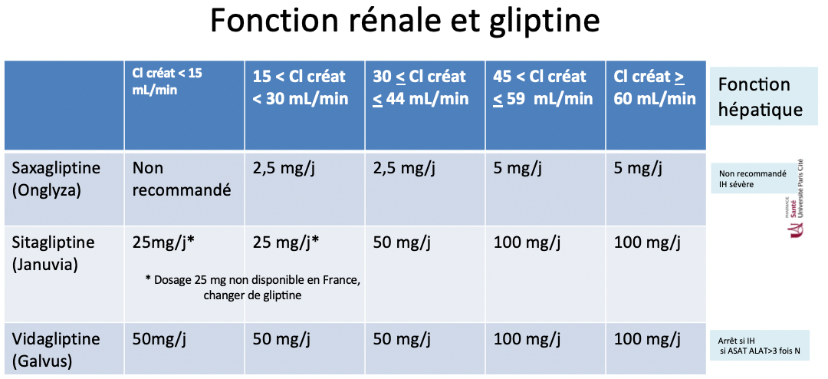 Fonction rénale et gliptine
Cl créat < 15
mL/min
15 < Cl créat
< 30 mL/min
30 < Cl créat
< 44 mL/min
45 < Cl créat
< 59 mL/min
Cl créat >
60 mL/min
Fonction
hépatique
Saxagliptine
(Onglyza)
Non
recommandé
2,5 mg/j
2,5 mg/j
5 mg/j
5 mg/j
Non recommandé
IH sévère
Sitagliptine
(Januvia)
25mg/j*
25 mg/j*
50 mg/j
100 mg/j
100 mg/j
* Dosage 25 mg non disponible en France,
changer de gliptine
Vidagliptine
(Galvus)
50mg/j
50 mg/j
50 mg/j
100 mg/j
100 mg/j
Arrêt si IH
si ASAT ALAT>3 fois N
PHARMACIE
Santé
Université Paris Cité